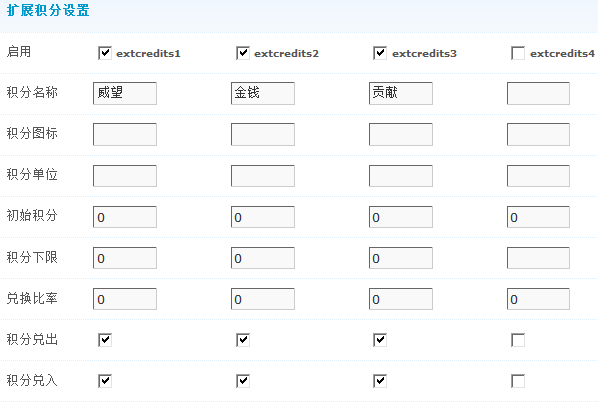 扩展积分设置
启用 extcredits1 extcredits2 extcredits3 extcredits4
积分名称 威望 金钱 贡献
积分图标
积分单位
初始积分 0 0 0 0
积分下限 0 0 0
兑换比率 0 0 0 0
积分兑出
积分兑入